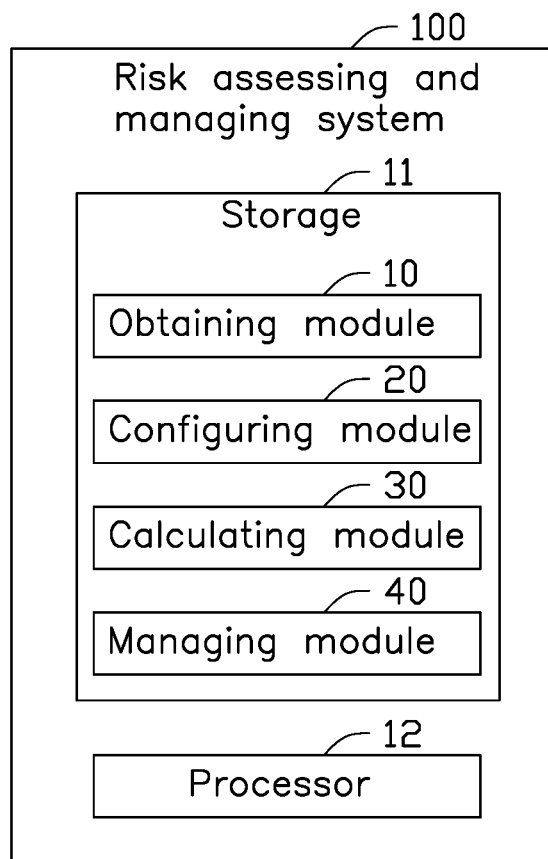 100
Risk assessing and
managing system
11
Storage
10
Obtaining module
20
Configuring module
30
Calculating module
40
Managing module
12
Processor